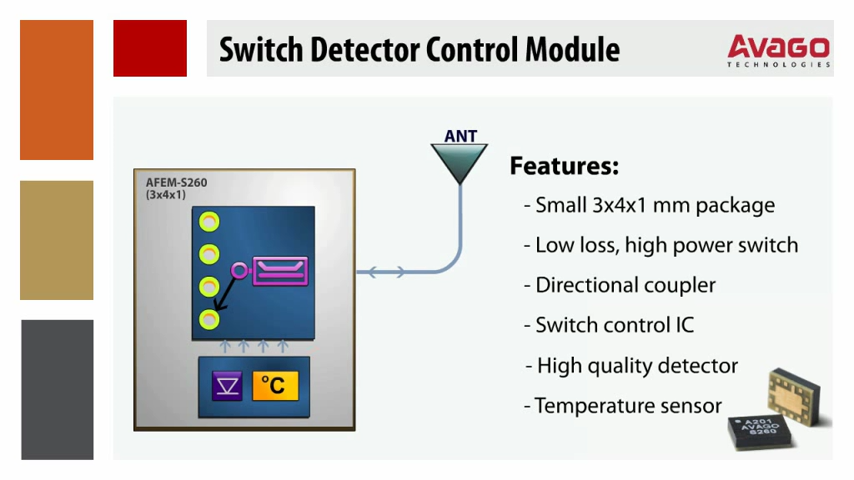 Switch Detector Control Module
AVAGO
TECHNOLOGIES
ANT
AFEM-S260
(3x4x1)
°C
Features:
- Small 3x4x1 mm package
- Low loss, high power switch
- Directional coupler
- Switch control IC
- High quality detector
- Temperature sensor
A201
AVAGO
S260